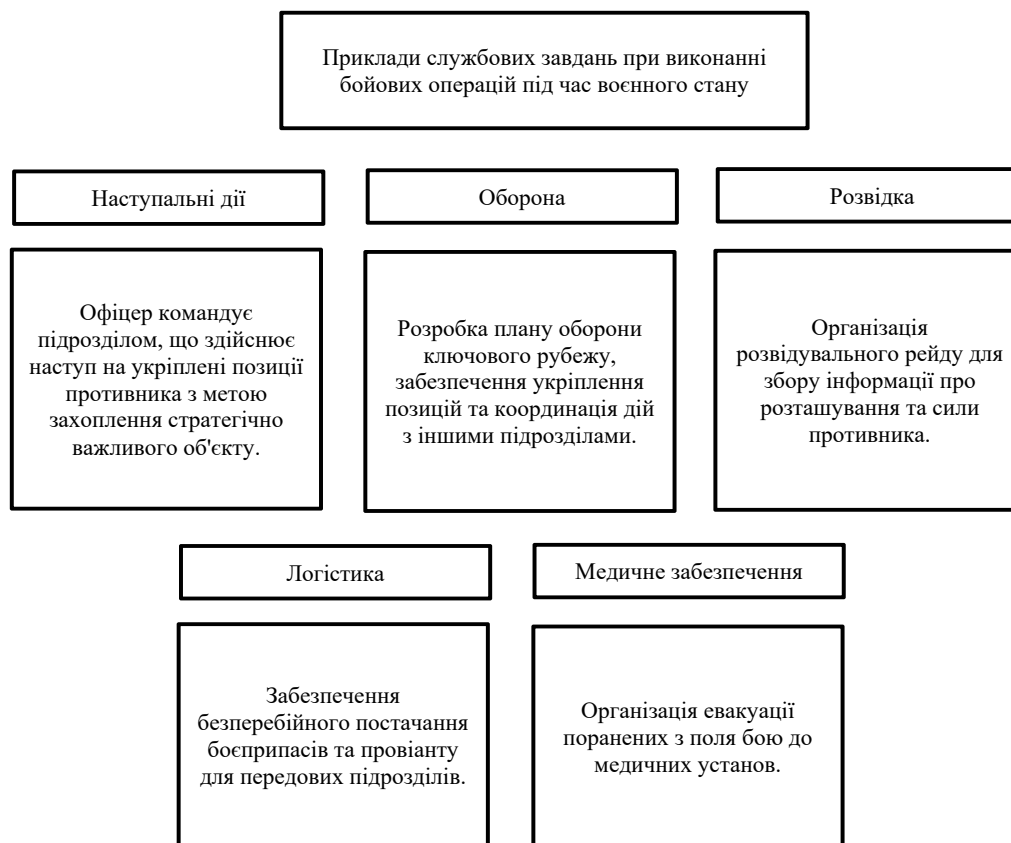 Приклади службових завдань при виконанні
бойових операцій під час воєнного стану
Наступальні дії
Оборона
Розвідка
Офіцер командує
підрозділом, що здійснює
наступ на укріплені позиції
противника з метою
захоплення стратегічно
важливого об'єкту.
Розробка плану оборони
ключового рубежу,
забезпечення укріплення
позицій та координація дій
з іншими підрозділами.
Організація
розвідувального рейду для
збору інформації про
розташування та сили
противника.
Логістика
Медичне забезпечення
Забезпечення
безперебійного постачання
боєприпасів та провіанту
для передових підрозділів.
Організація евакуації
поранених з поля бою до
медичних установ.